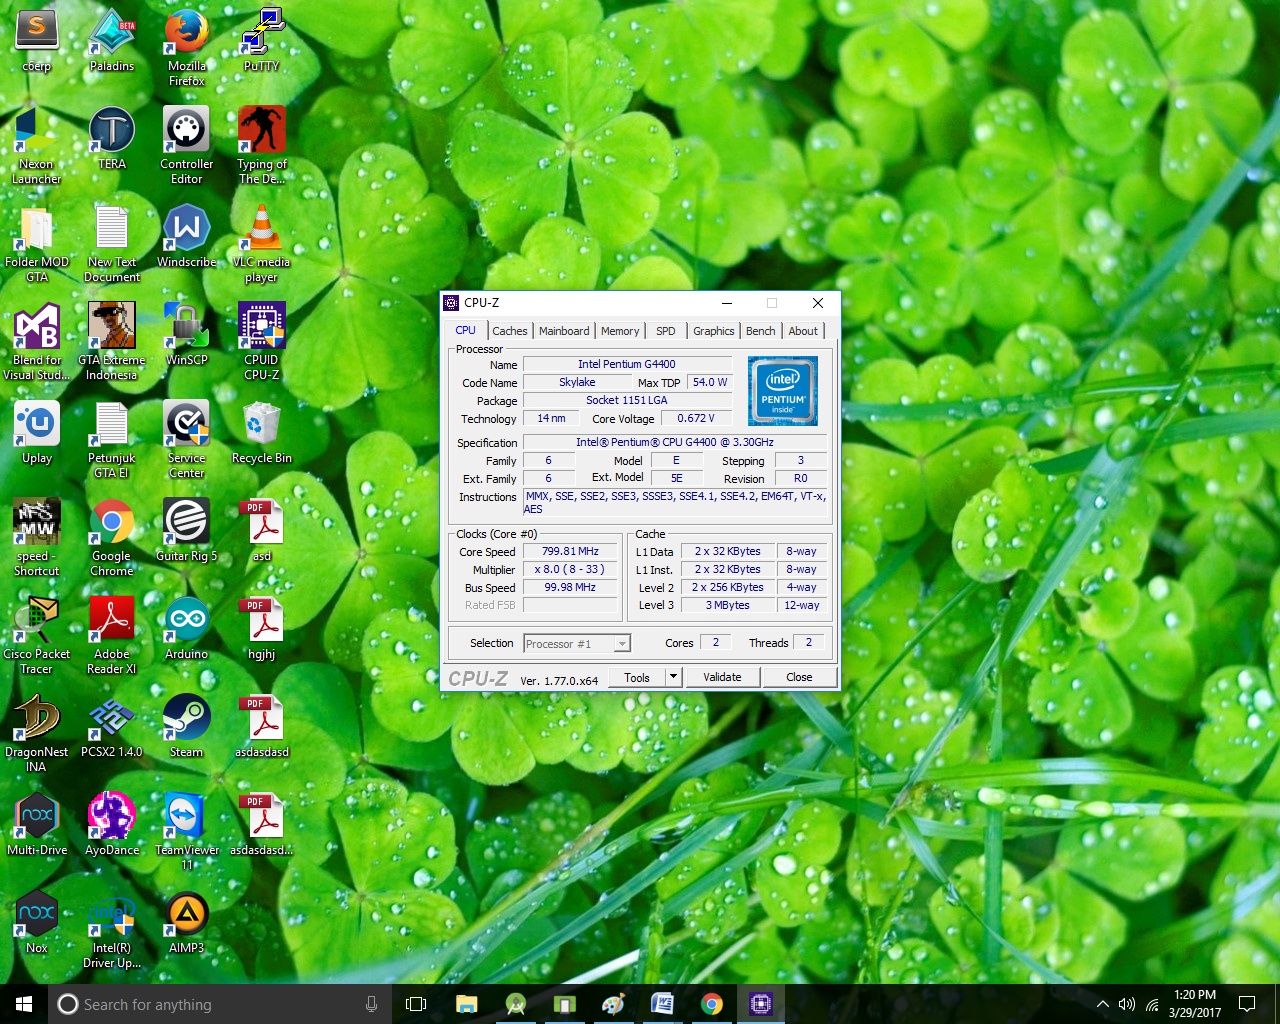 S
сберр
BETA
Paladins
Mozilla
Firefox
PuTTY
Nexon
Launcher
T
TERA
Controller
Editor
Typing of
The De...
Folder MOD
GTA
New Text
Document
W
Windscribe
VLC media
player
B
Blend for
Visual Stud...
GTA Extreme
Indonesia
WinSCP
CPUID
CPU-Z
Uplay
Petunjuk
GTA EI
Service
Center
Recycle Bin
NFS
MW
speed -
Shortcut
Google
Chrome
Guitar Rig 5
PDF
asd
Cisco Packet
Tracer
Adobe
Reader XI
Arduino
PDF
hgjhj
DragonNest
INA
PCSX2 1.4.0
Steam
PDF
asdasdasd
nox
Multi-Drive
AyoDance
TeamViewer
11
PDF
asdasdasd...
nox
Nox
intel
Intel(R)
Driver Up...
AIMP3
CPU-Z
CPU Caches Mainboard Memory SPD Graphics Bench About
Processor
Name Intel Pentium G4400
Code Name Skylake Max TDP 54.0 W
Package Socket 1151 LGA
Technology 14 nm Core Voltage 0.672 V
intel
PENTIUM
inside™
Specification Intel® Pentium® CPU G4400 @ 3.30GHz
Family 6 Model E Stepping 3
Ext. Family 6 Ext. Model 5E Revision R0
Instructions MMX, SSE, SSE2, SSE3, SSSE3, SSE4.1, SSE4.2, EM64T, VT-x,
AES
Clocks (Core #0)
Core Speed 799.81 MHz
Multiplier x 8.0 ( 8 - 33 )
Bus Speed 99.98 MHz
Rated FSB
Cache
L1 Data 2 x 32 KBytes 8-way
L1 Inst. 2 x 32 KBytes 8-way
Level 2 2 x 256 KBytes 4-way
Level 3 3 MBytes 12-way
Selection Processor #1 Cores 2 Threads 2
CPU-Z Ver. 1.77.0.x64 Tools Validate Close
Search for anything
W
1:20 PM
3/29/2017